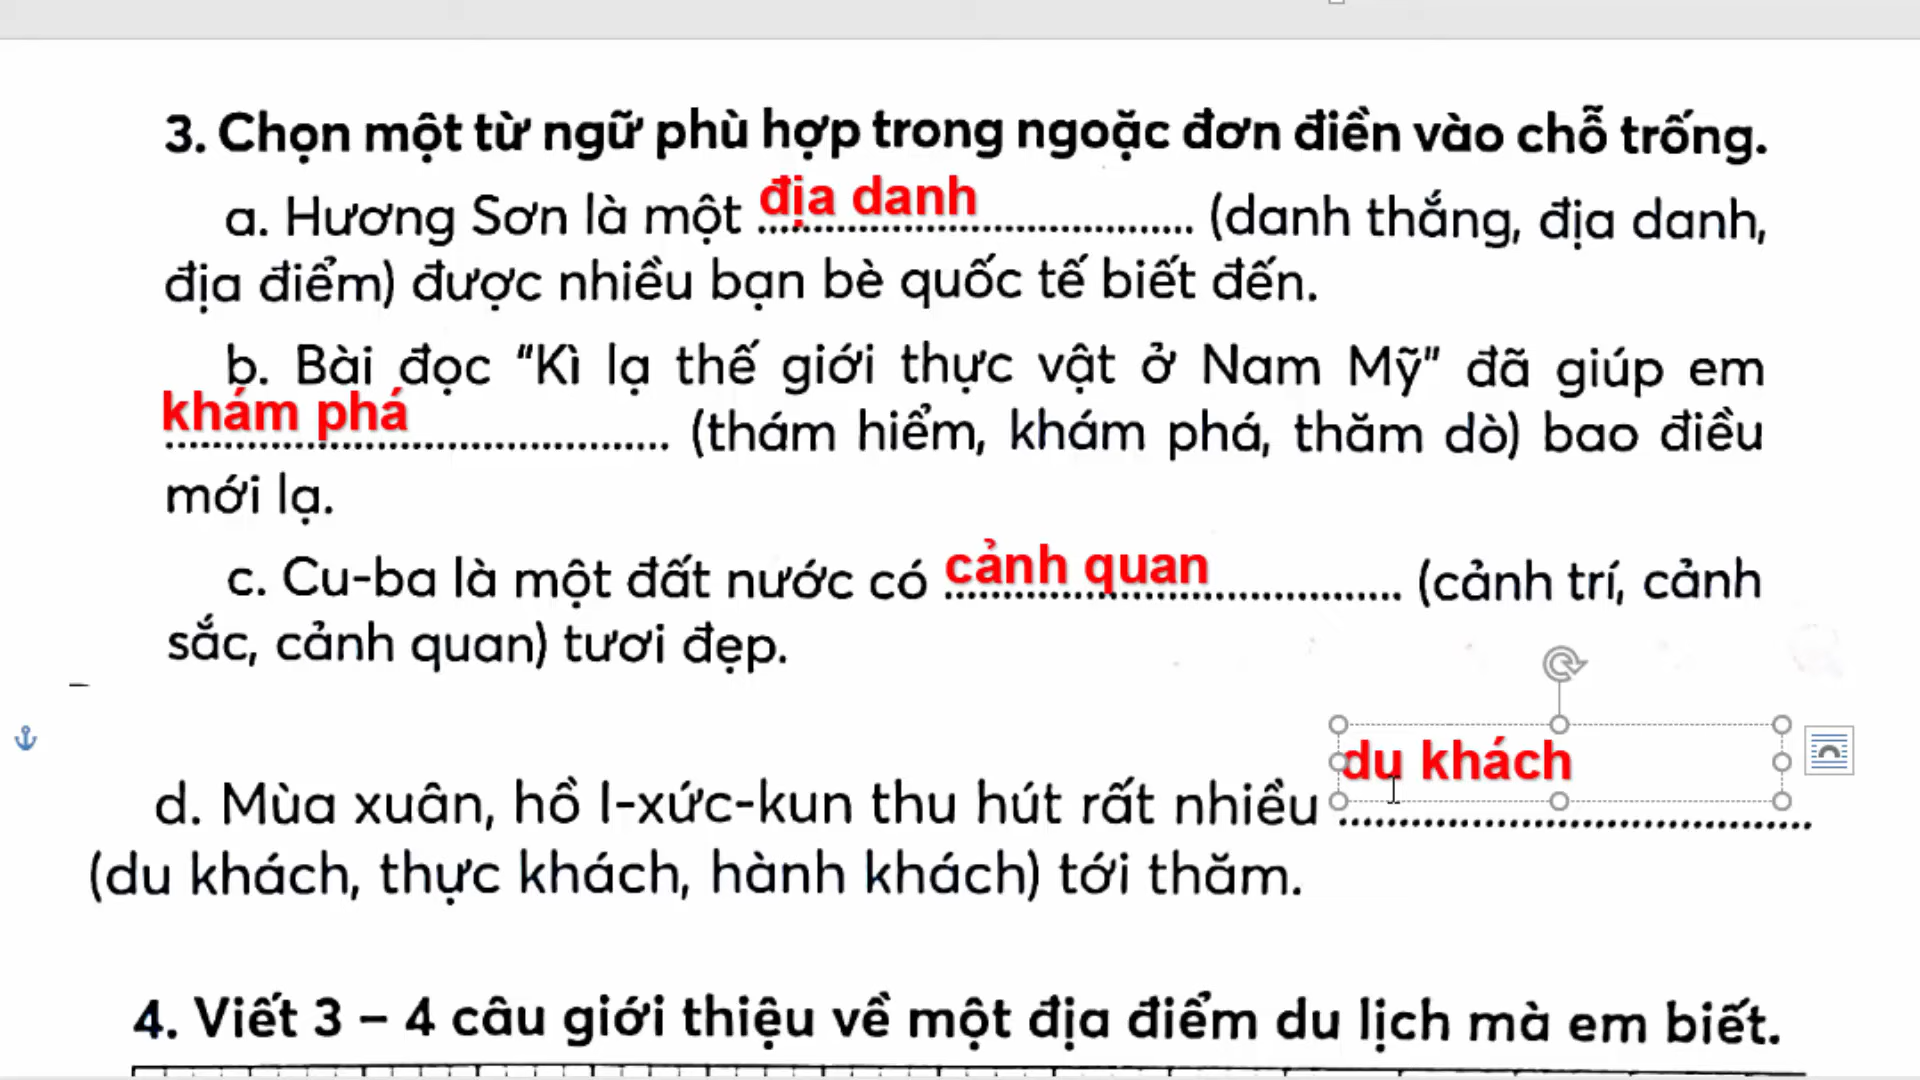 3. Chọn một từ ngữ phù hợp trong ngoặc đơn điền vào chỗ trống.
a. Hương Sơn là một địa danh (danh thắng, địa danh,
địa điểm) được nhiều bạn bè quốc tế biết đến.
b. Bài đọc "Kì lạ thế giới thực vật ở Nam Mỹ" đã giúp em
khám phá (thám hiểm, khám phá, thăm dò) bao điều
mới lạ.
c. Cu-ba là một đất nước có cảnh quan (cảnh trí, cảnh
sắc, cảnh quan) tươi đẹp.
d. Mùa xuân, hồ I-xức-kun thu hút rất nhiều du khách
(du khách, thực khách, hành khách) tới thăm.
4. Viết 3 – 4 câu giới thiệu về một địa điểm du lịch mà em biết.